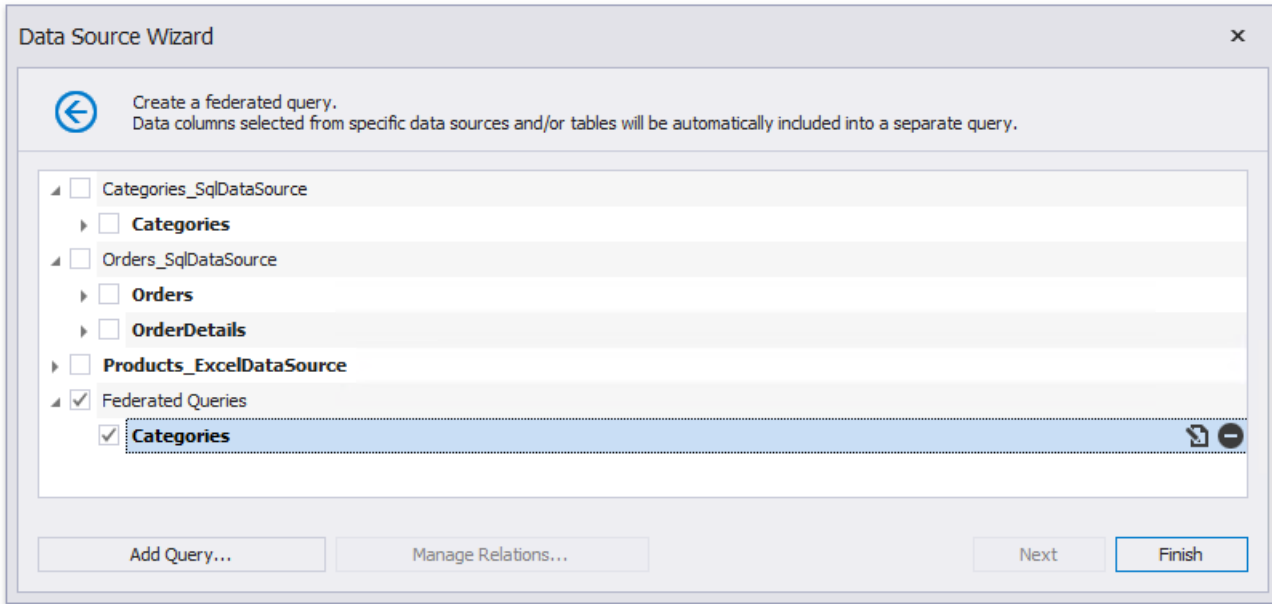 Data Source Wizard
Create a federated query.
Data columns selected from specific data sources and/or tables will be automatically included into a separate query.
Categories_SqlDataSource
Categories
Orders_SqlDataSource
Orders
OrderDetails
Products_ExcelDataSource
Federated Queries
Categories
Add Query...
Manage Relations...
Next
Finish